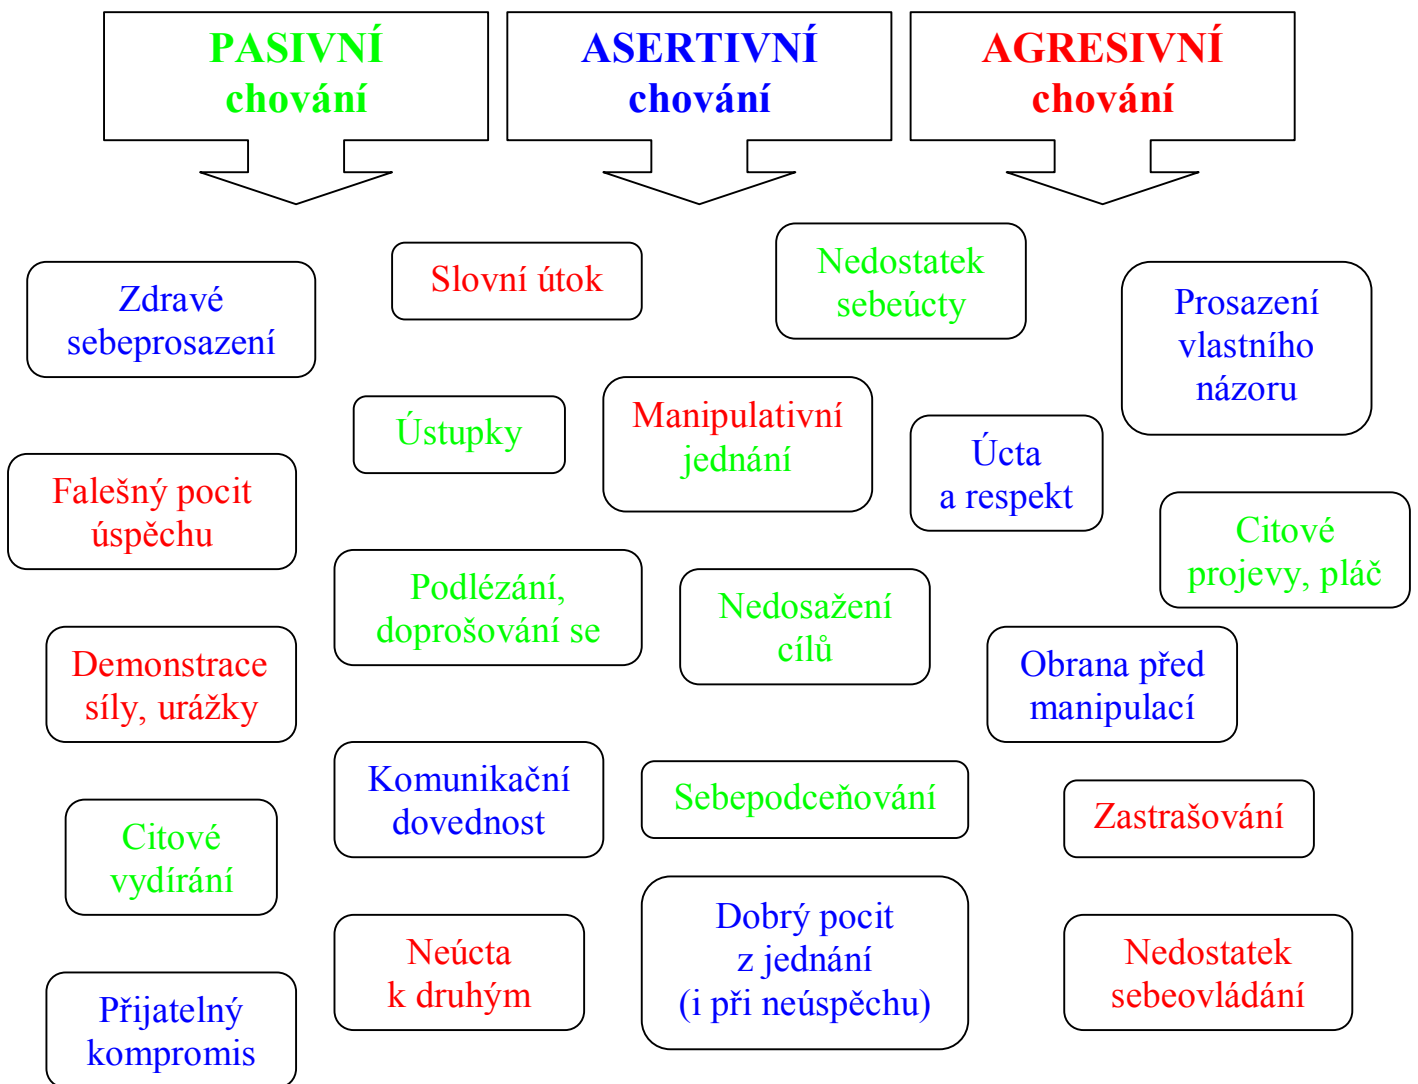 PASIVNÍ
chování
ASERTIVNÍ
chování
AGRESIVNÍ
chování
Slovní útok
Nedostatek
sebeúcty
Zdravé
sebeprosazení
Prosazení
vlastního
názoru
Ústupky
Manipulativní
jednání
Úcta
a respekt
Falešný pocit
úspěchu
Citové
projevy, pláč
Podlézání,
doprošování se
Nedosažení
cílů
Demonstrace
síly, urážky
Obrana před
manipulací
Komunikační
dovednost
Sebepodceňování
Zastrašování
Citové
vydírání
Dobrý pocit
z jednání
(i při neúspěchu)
Neúcta
k druhým
Nedostatek
sebeovládání
Přijatelný
kompromis